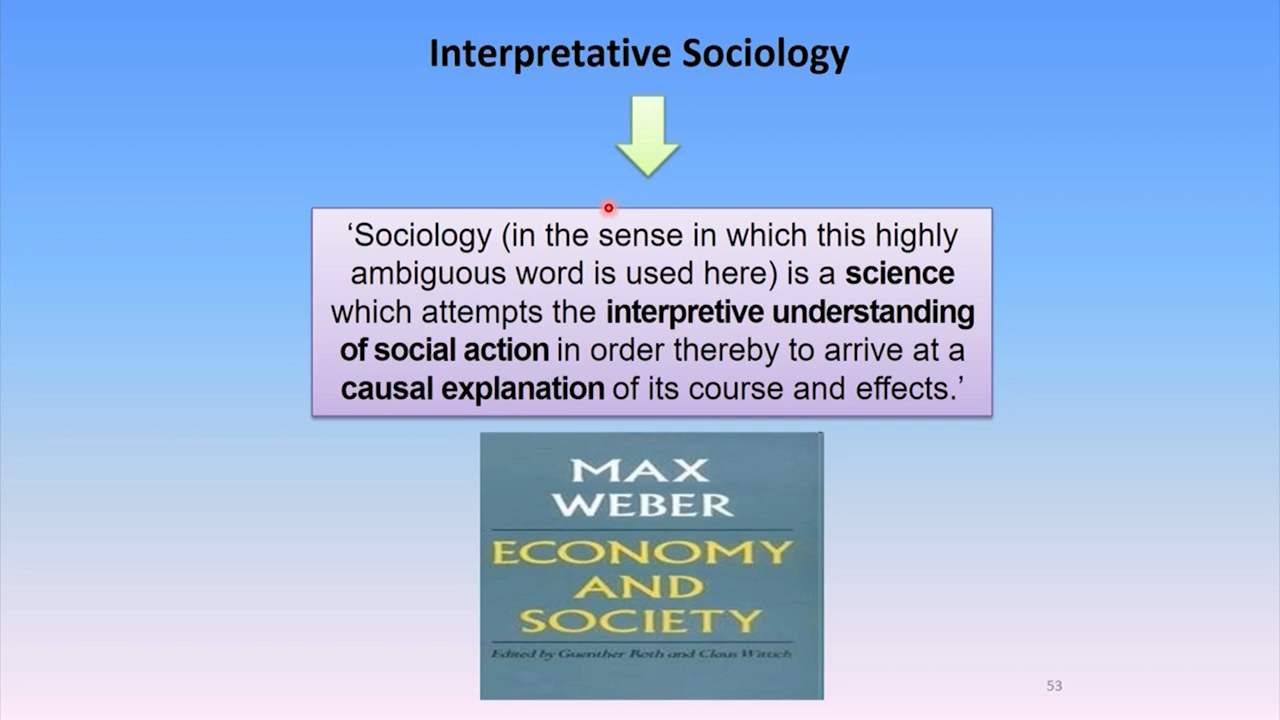 Interpretative Sociology
‘Sociology (in the sense in which this highly
ambiguous word is used here) is a science
which attempts the interpretive understanding
of social action in order thereby to arrive at a
causal explanation of its course and effects.’
MAX
WEBER
ECONOMY
AND
SOCIETY
Edited by Guenther Roth and Claus Wittich
53